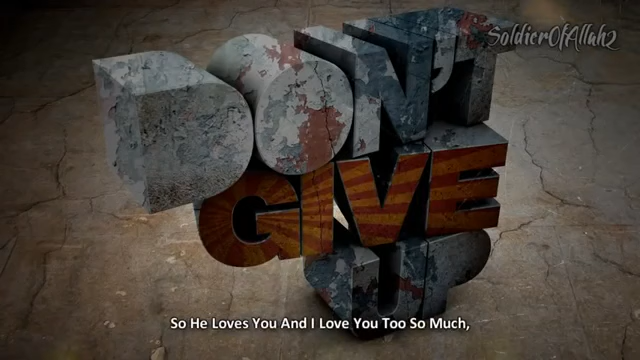 SoldierOfAllah2
DON'T
GIVE
UP
So He Loves You And I Love You Too So Much,